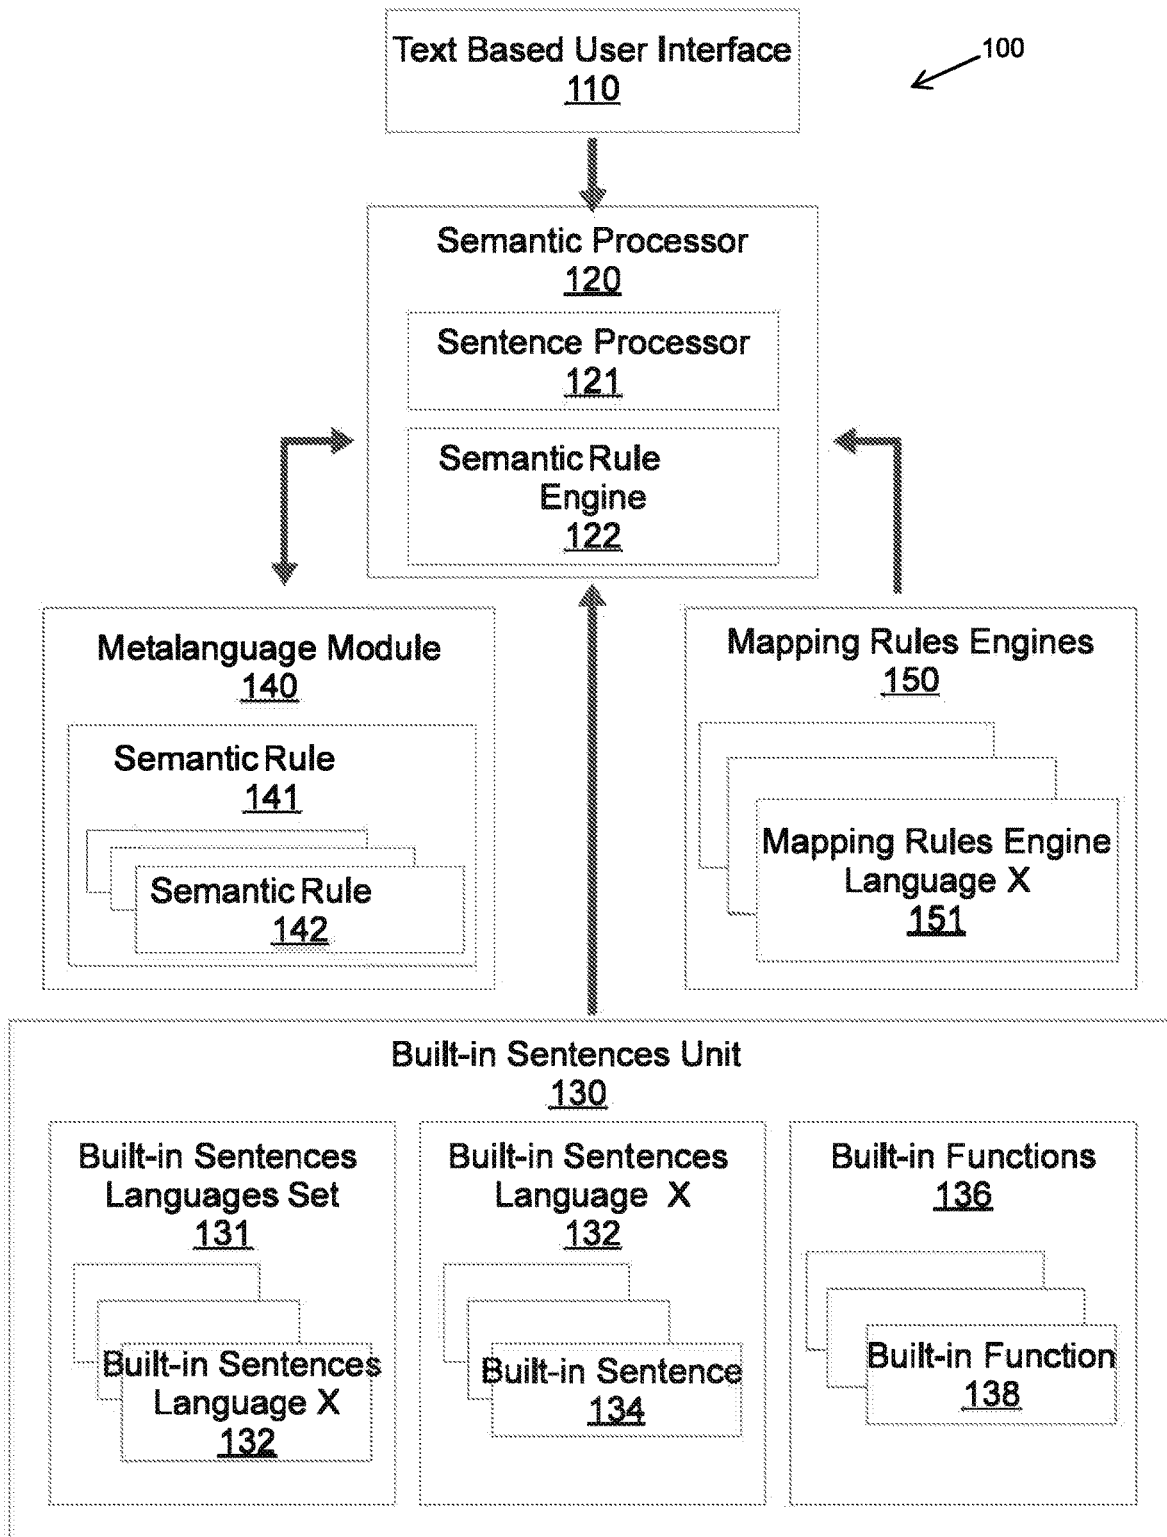 Text Based User Interface
110
100
Semantic Processor
120
Sentence Processor
121
Semantic Rule
Engine
122
Metalanguage Module
140
Semantic Rule
141
Semantic Rule
142
Mapping Rules Engines
150
Mapping Rules Engine
Language X
151
Built-in Sentences Unit
130
Built-in Sentences
Languages Set
131
Built-in Sentences
Language X
132
Built-in Sentences
Language X
132
Built-in Sentence
134
Built-in Functions
136
Built-in Function
138